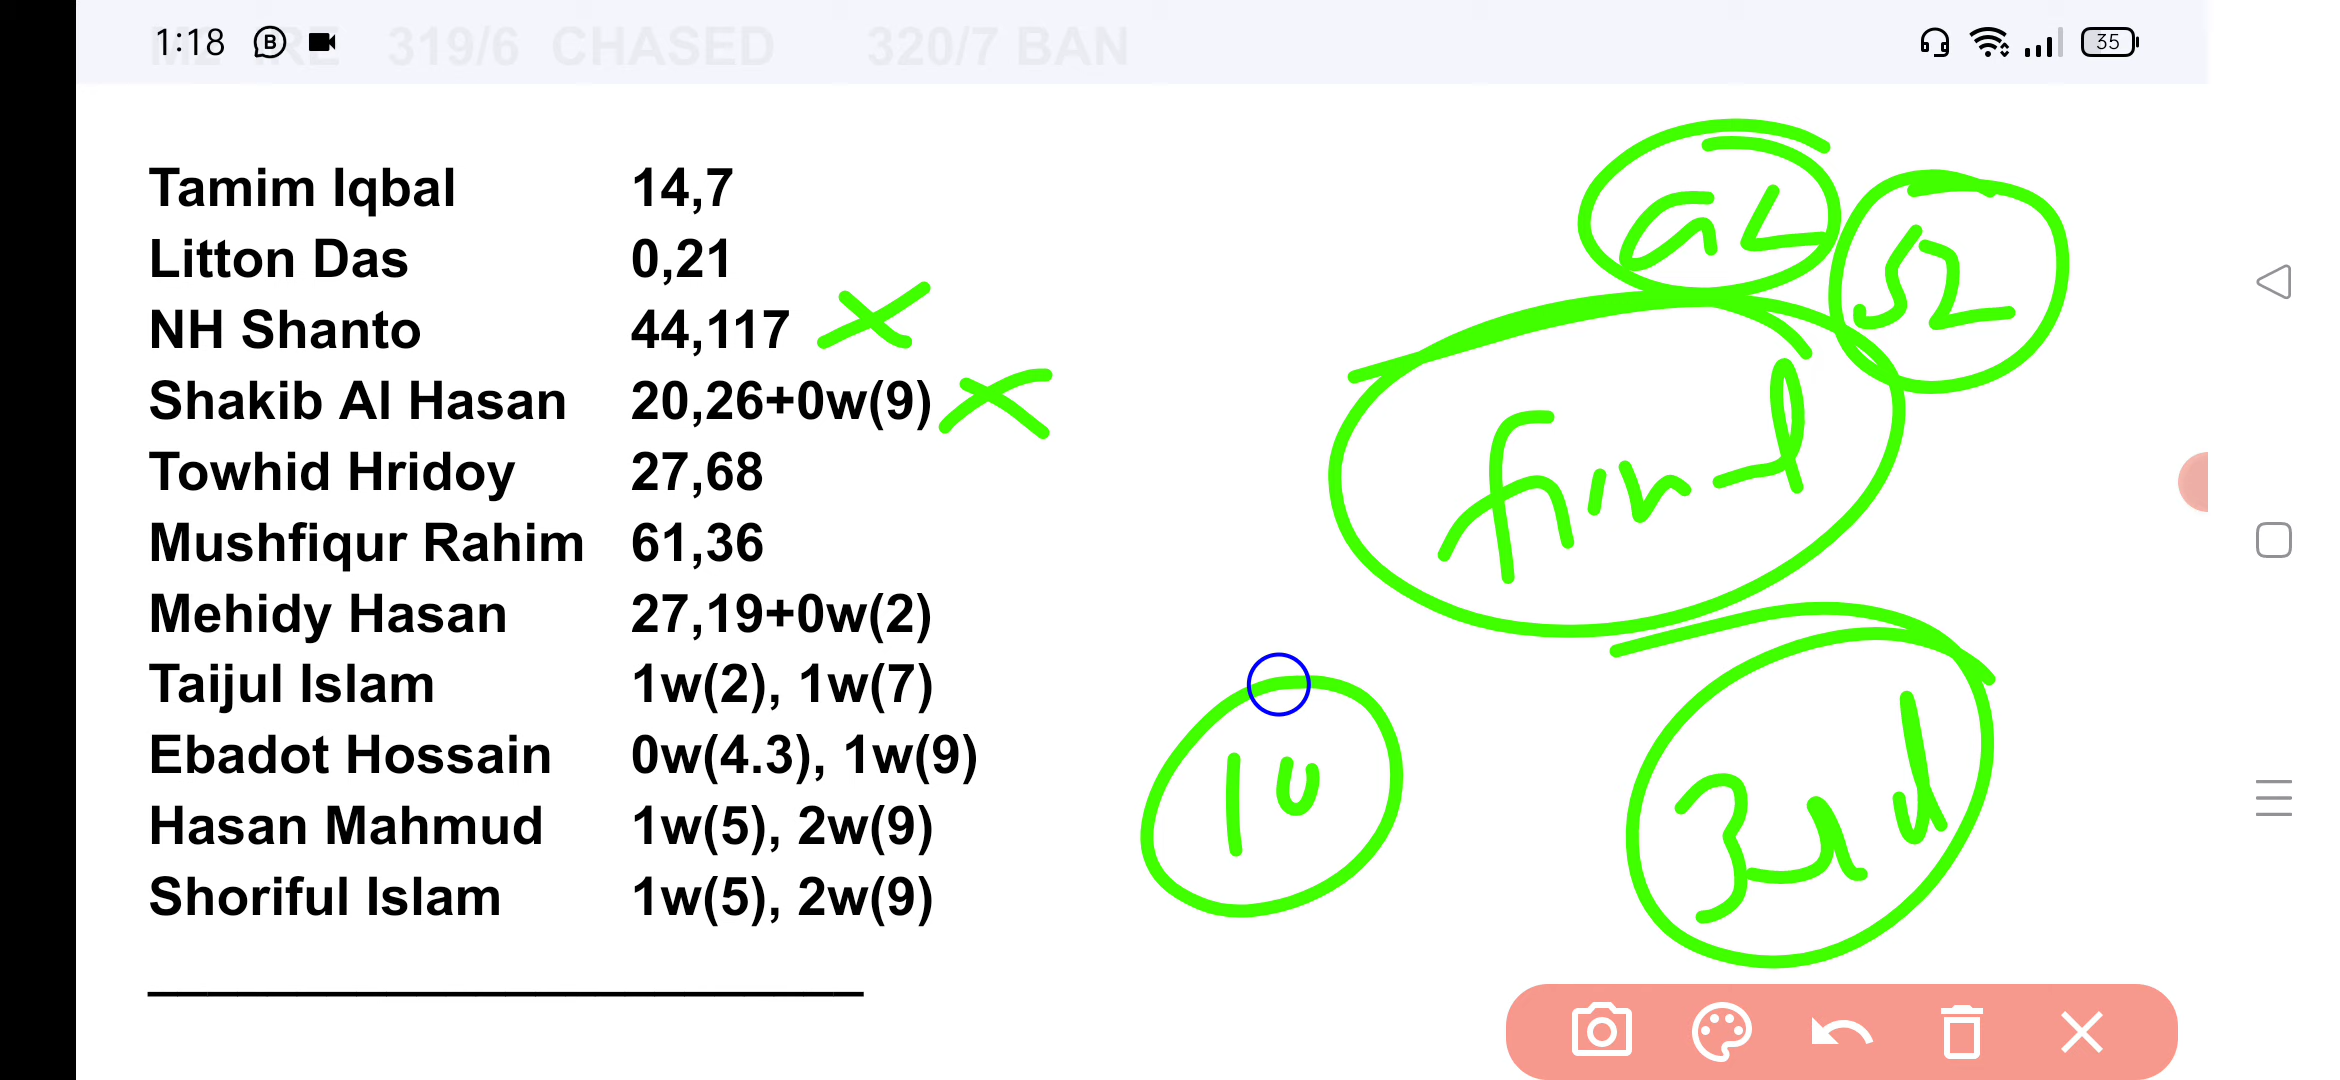 1:18
319/6 CHASED 320/7 BAN
35
Tamim Iqbal 14,7
Litton Das 0,21
NH Shanto 44,117
Shakib Al Hasan 20,26+0w(9)
Towhid Hridoy 27,68
Mushfiqur Rahim 61,36
Mehidy Hasan 27,19+0w(2)
Taijul Islam 1w(2), 1w(7)
Ebadot Hossain 0w(4.3), 1w(9)
Hasan Mahmud 1w(5), 2w(9)
Shoriful Islam 1w(5), 2w(9)
final
3rd